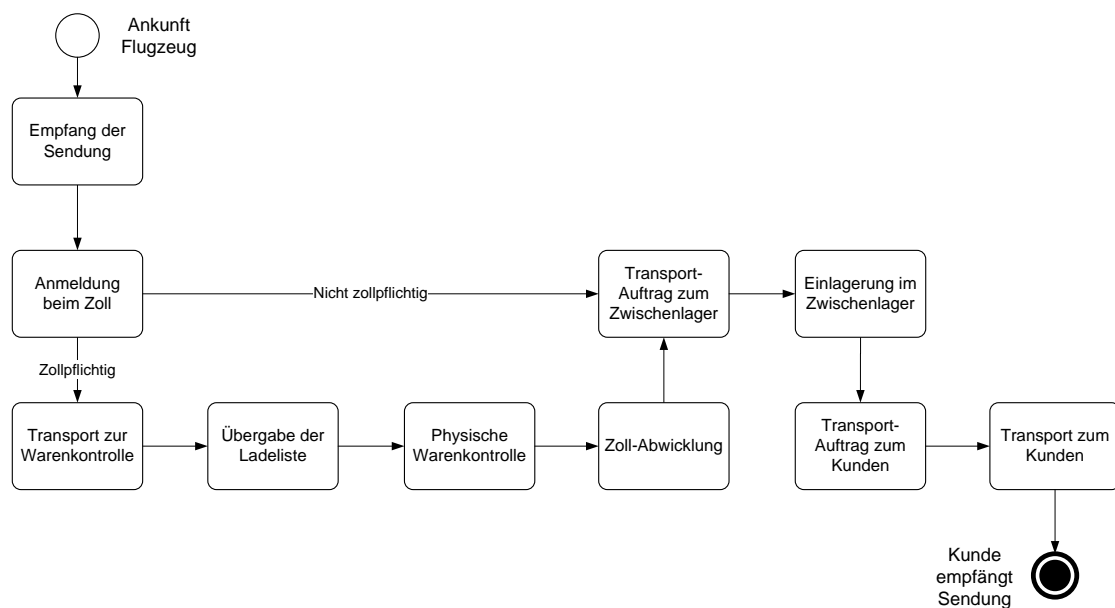 Ankunft
Flugzeug
Empfang der
Sendung
Anmeldung
beim Zoll
Nicht zollpflichtig
Transport-
Auftrag zum
Zwischenlager
Einlagerung im
Zwischenlager
Zollpflichtig
Transport zur
Warenkontrolle
Übergabe der
Ladeliste
Physische
Warenkontrolle
Zoll-Abwicklung
Transport-
Auftrag zum
Kunden
Transport zum
Kunden
Kunde
empfängt
Sendung